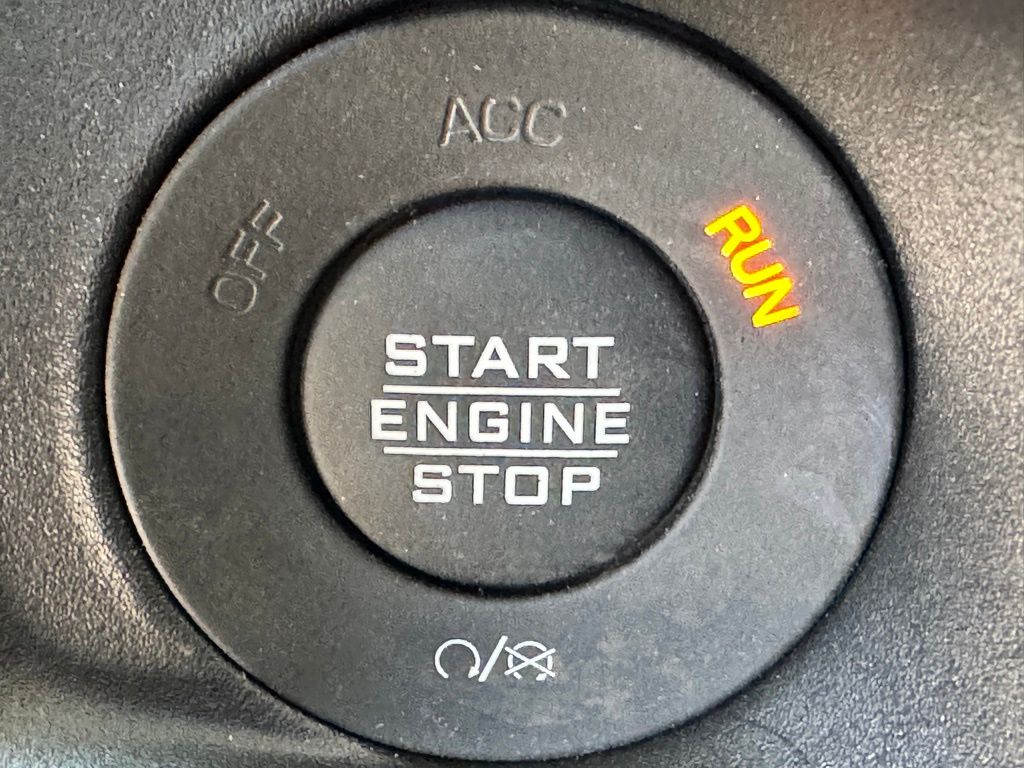 ACC
OFF
RUN
START
ENGINE
STOP